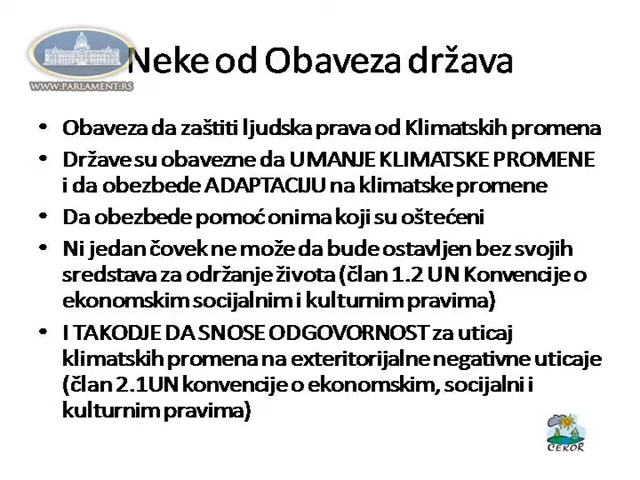 Neke od Obaveza država
WWW.PARLAMENT.RS
• Obaveza da zaštiti ljudska prava od Klimatskih promena
• Države su obavezne da UMANJE KLIMATSKE PROMENE
i da obezbede ADAPTACIJU na klimatske promene
• Da obezbede pomoć onima koji su oštećeni
• Ni jedan čovek ne može da bude ostavljen bez svojih
sredstava za održanje života (član 1.2 UN Konvencije o
ekonomskim socijalnim i kulturnim pravima)
• I TAKODJE DA SNOSE ODGOVORNOST za uticaj
klimatskih promena na exteritorijalne negativne uticaje
(član 2.1UN konvencije o ekonomskim, socijalni i
kulturnim pravima)
CEKOR